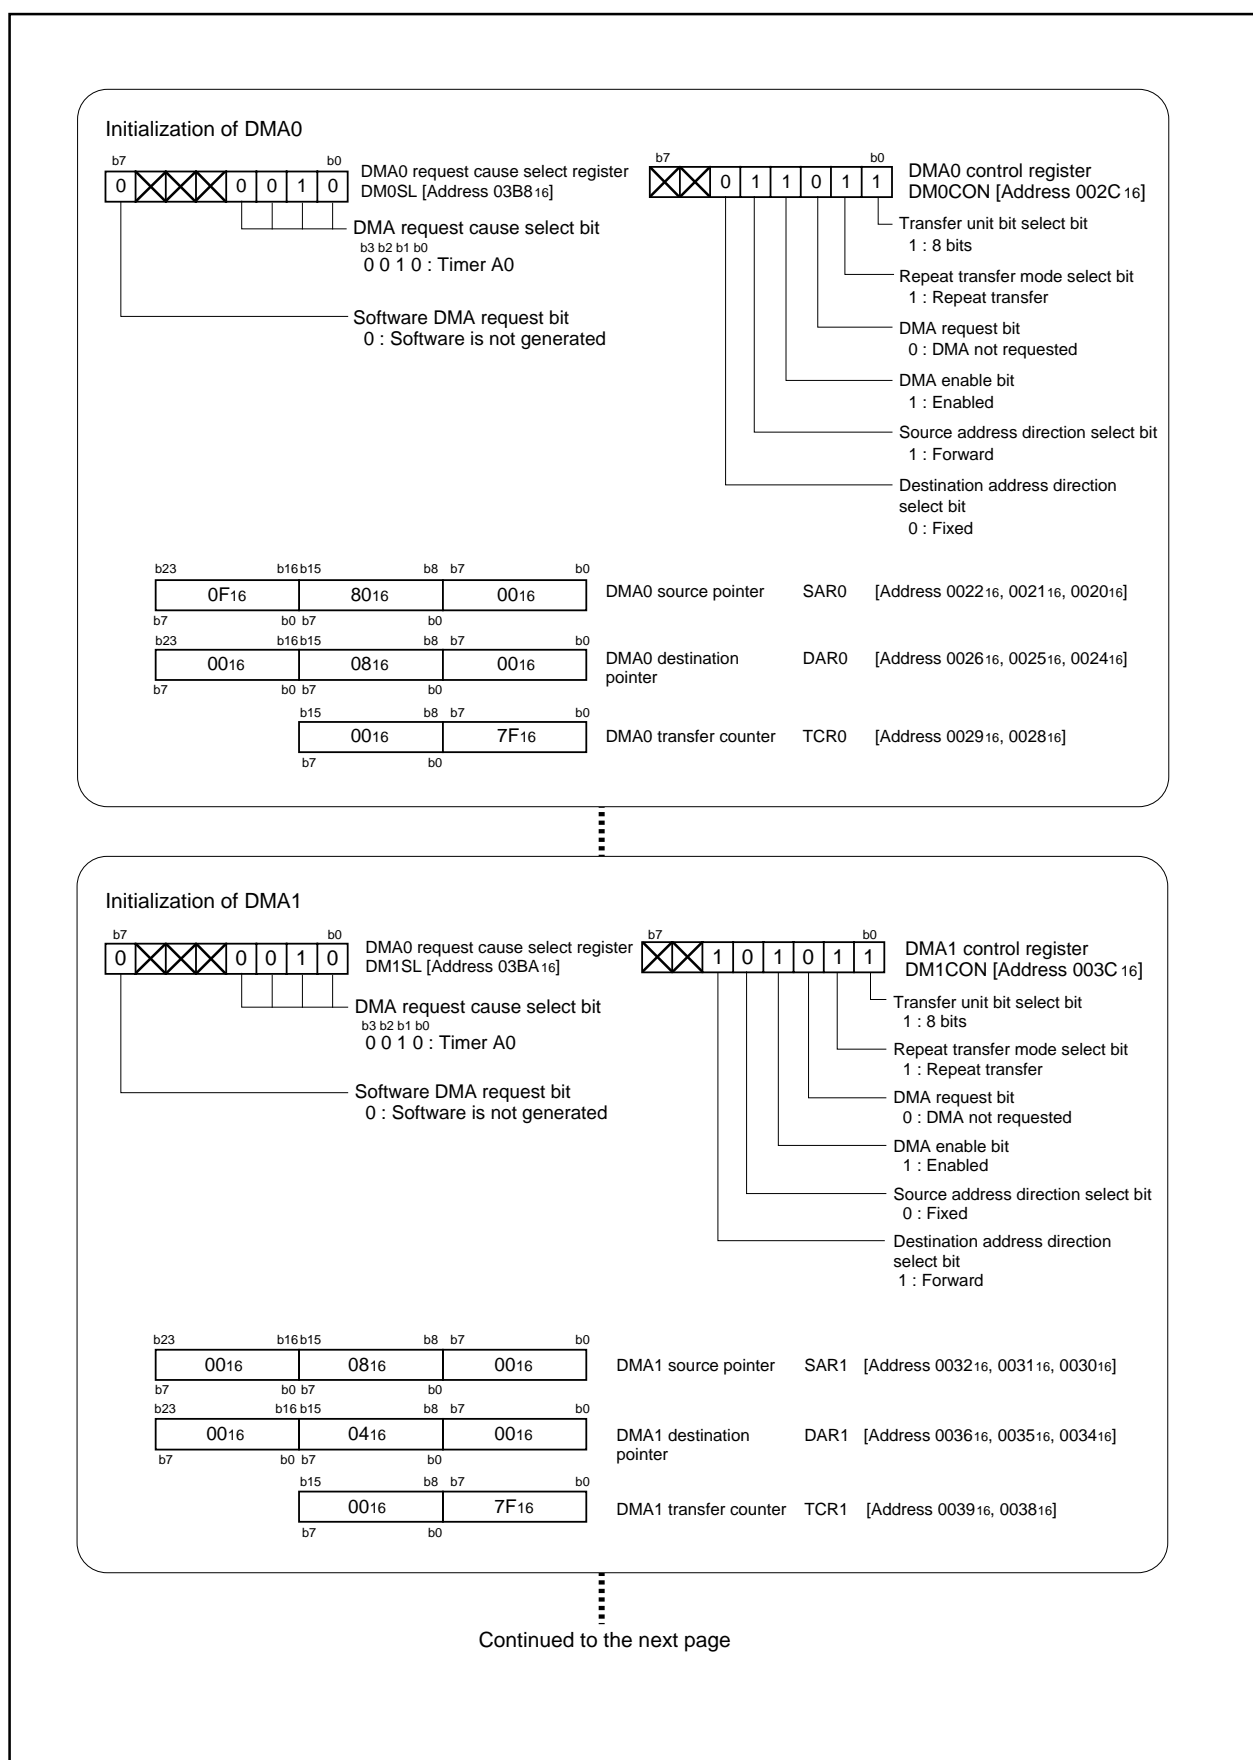 Initialization of DMA0
b7 b0
0 0 0 1 0
DMA0 request cause select register
DM0SL [Address 03B816]
DMA request cause select bit
b3 b2 b1 b0
0 0 1 0 : Timer A0
Software DMA request bit
0 : Software is not generated
b7 b0
0 1 1 0 1 1
DMA0 control register
DM0CON [Address 002C16]
Transfer unit bit select bit
1 : 8 bits
Repeat transfer mode select bit
1 : Repeat transfer
DMA request bit
0 : DMA not requested
DMA enable bit
1 : Enabled
Source address direction select bit
1 : Forward
Destination address direction
select bit
0 : Fixed
b23 b16 b15 b8 b7 b0
0F16 8016 0016 DMA0 source pointer SAR0 [Address 002216, 002116, 002016]
b7 b0 b7 b0
b23 b16 b15 b8 b7 b0
0016 0816 0016 DMA0 destination DAR0 [Address 002616, 002516, 002416]
pointer
b7 b0 b7 b0
b15 b8 b7 b0
0016 7F16 DMA0 transfer counter TCR0 [Address 002916, 002816]
b7 b0
Initialization of DMA1
b7 b0
0 0 0 1 0
DMA0 request cause select register
DM1SL [Address 03BA16]
DMA request cause select bit
b3 b2 b1 b0
0 0 1 0 : Timer A0
Software DMA request bit
0 : Software is not generated
b7 b0
1 0 1 0 1 1
DMA1 control register
DM1CON [Address 003C16]
Transfer unit bit select bit
1 : 8 bits
Repeat transfer mode select bit
1 : Repeat transfer
DMA request bit
0 : DMA not requested
DMA enable bit
1 : Enabled
Source address direction select bit
0 : Fixed
Destination address direction
select bit
1 : Forward
b23 b16 b15 b8 b7 b0
0016 0816 0016 DMA1 source pointer SAR1 [Address 003216, 003116, 003016]
b7 b0 b7 b0
b23 b16 b15 b8 b7 b0
0016 0416 0016 DMA1 destination DAR1 [Address 003616, 003516, 003416]
pointer
b7 b0 b7 b0
b15 b8 b7 b0
0016 7F16 DMA1 transfer counter TCR1 [Address 003916, 003816]
b7 b0
Continued to the next page